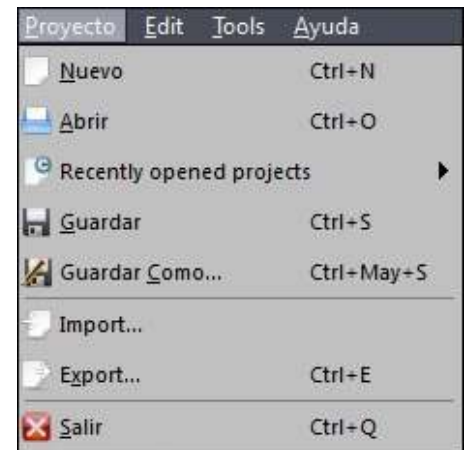 Proyecto Edit Tools Ayuda
Nuevo Ctrl+N
Abrir Ctrl+O
Recently opened projects
Guardar Ctrl+S
Guardar Como... Ctrl+May+S
Import...
Export... Ctrl+E
Salir Ctrl+Q